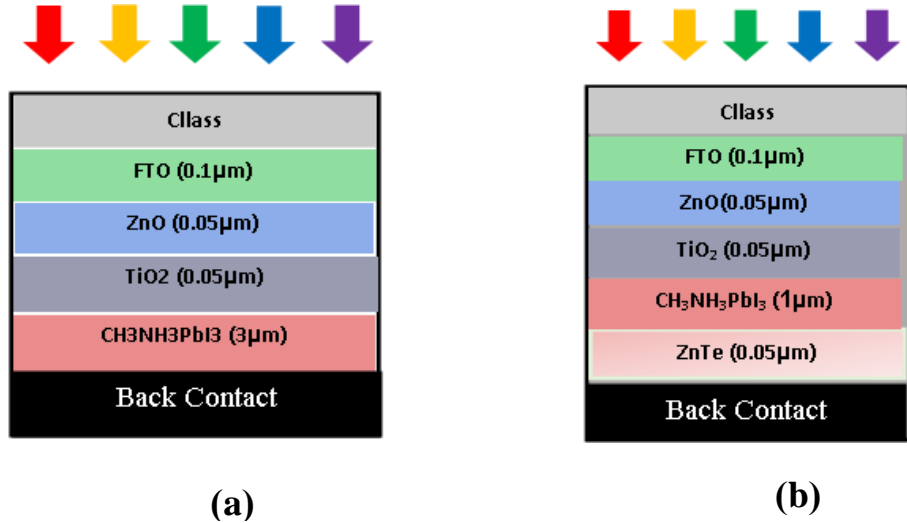 Cllass
FTO (0.1µm)
ZnO (0.05µm)
TiO2 (0.05µm)
CH3NH3PbI3 (3µm)
Back Contact
(a)
Cllass
FTO (0.1µm)
ZnO(0.05µm)
TiO₂ (0.05µm)
CH₃NH₃PbI₃ (1µm)
ZnTe (0.05µm)
Back Contact
(b)